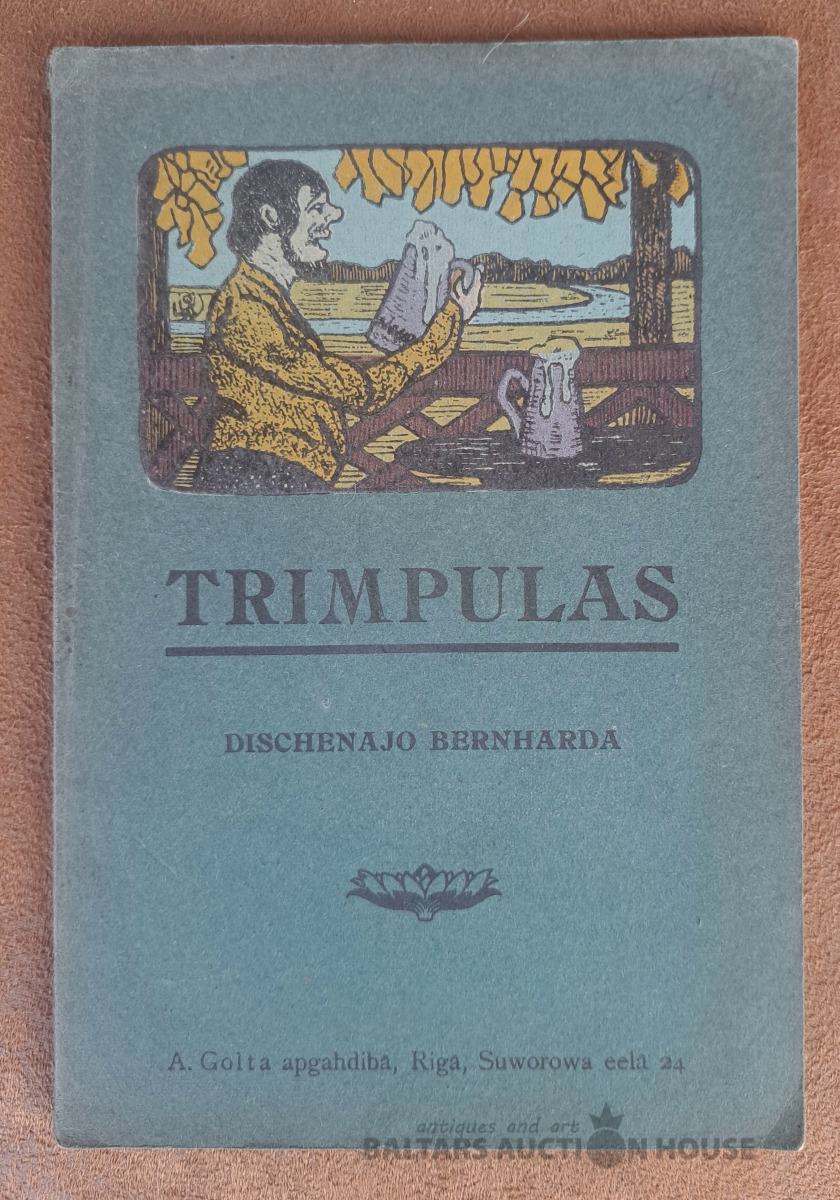 TRIMPULAS
DISCHENAJO BERNHARDA
A. Golta apgahdibā, Rigā, Suworowa eelā 24
antiques and art
BALTARS AUCTION HOUSE